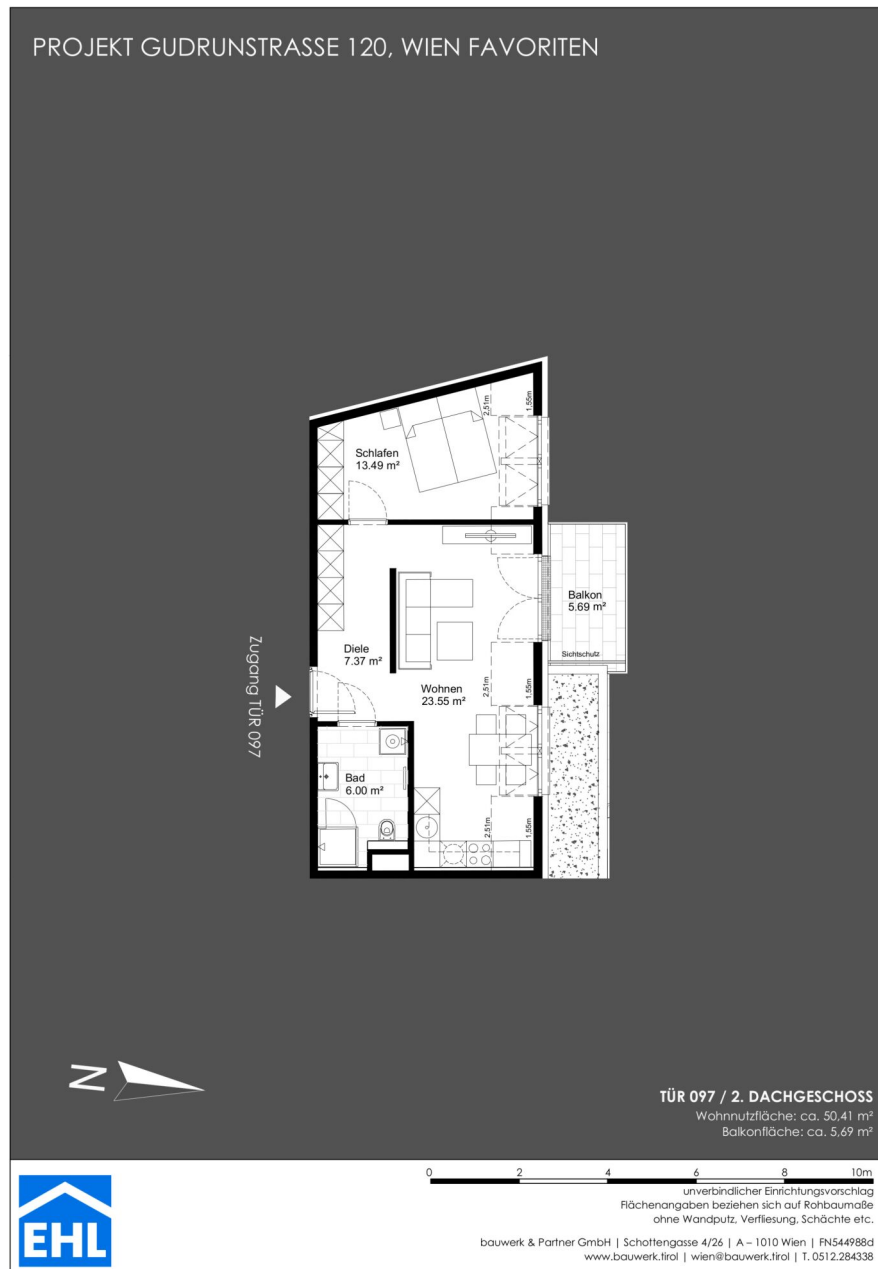 PROJEKT GUDRUNSTRASSE 120, WIEN FAVORITEN
2,51m
1,55m
Schlafen
13.49 m²
Balkon
5.69 m²
Sichtschutz
Diele
7.37 m²
Zugang TÜR 097
Wohnen
23.55 m²
2,51m
1,55m
Bad
6.00 m²
2,51m
1,55m
N
TÜR 097 / 2. DACHGESCHOSS
Wohnnutzfläche: ca. 50,41 m²
Balkonfläche: ca. 5,69 m²
0 2 4 6 8 10m
unverbindlicher Einrichtungsvorschlag
Flächenangaben beziehen sich auf Rohbaumaße
ohne Wandputz, Verfliesung, Schächte etc.
EHL
bauwerk & Partner GmbH | Schottengasse 4/26 | A – 1010 Wien | FN544988d
www.bauwerk.tirol | wien@bauwerk.tirol | T. 0512.284338